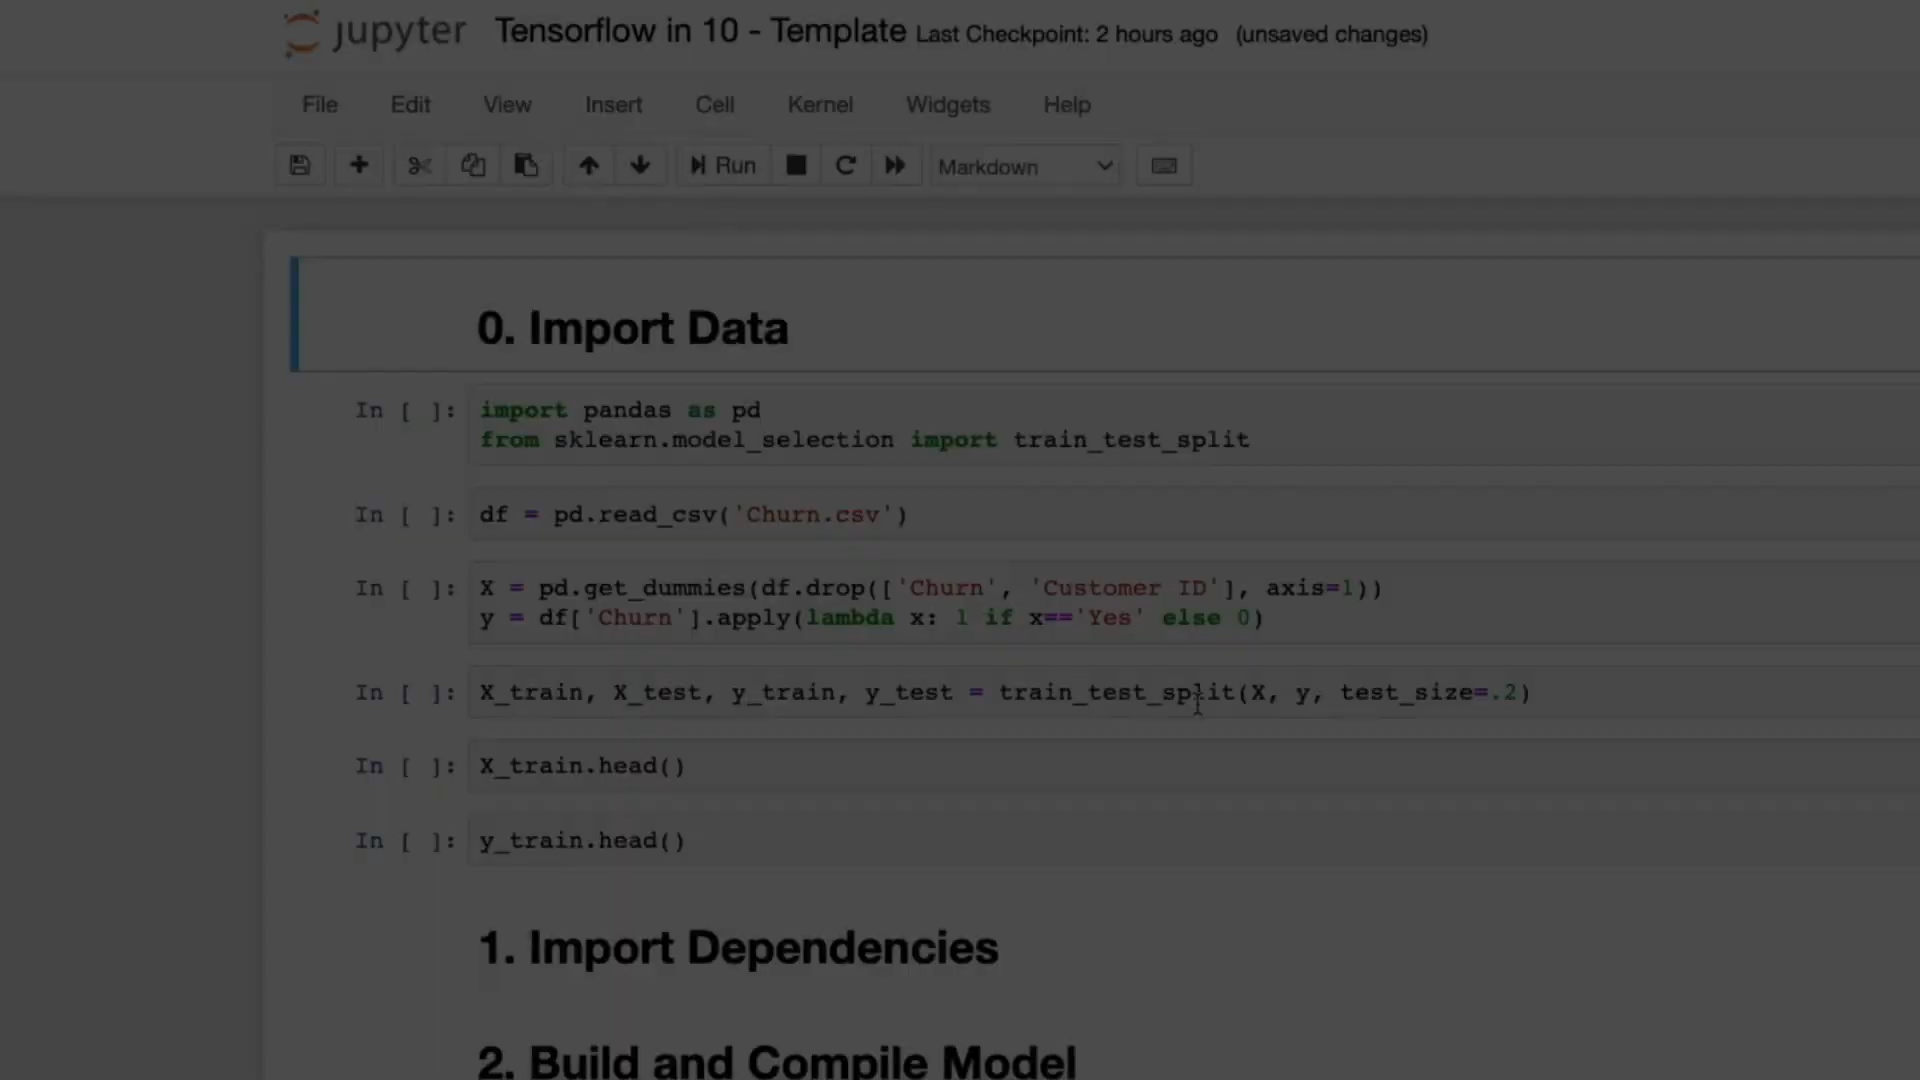 jupyter Tensorflow in 10 - Template Last Checkpoint: 2 hours ago (unsaved changes)
File Edit View Insert Cell Kernel Widgets Help
Run Markdown
0. Import Data
In [ ]: import pandas as pd
from sklearn.model_selection import train_test_split
In [ ]: df = pd.read_csv('Churn.csv')
In [ ]: X = pd.get_dummies(df.drop(['Churn', 'Customer ID'], axis=1))
y = df['Churn'].apply(lambda x: 1 if x=='Yes' else 0)
In [ ]: X_train, X_test, y_train, y_test = train_test_split(X, y, test_size=.2)
In [ ]: X_train.head()
In [ ]: y_train.head()
1. Import Dependencies
2. Build and Compile Model